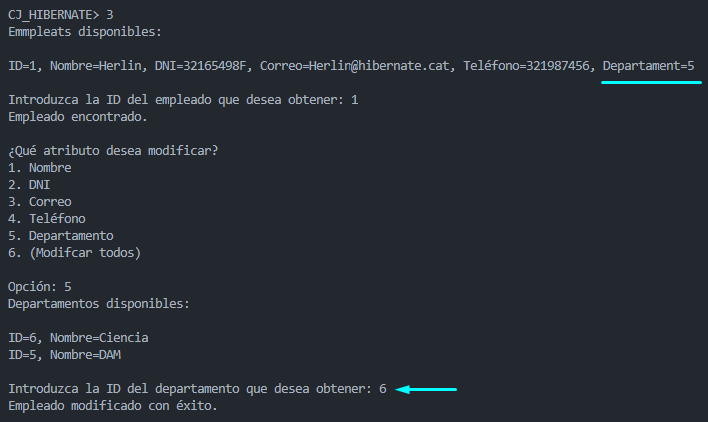 CJ_HIBERNATE> 3
Emmpleats disponibles:
ID=1, Nombre=Herlin, DNI=32165498F, Correo=Herlin@hibernate.cat, Teléfono=321987456, Departament=5
Introduzca la ID del empleado que desea obtener: 1
Empleado encontrado.
¿Qué atributo desea modificar?
1. Nombre
2. DNI
3. Correo
4. Teléfono
5. Departamento
6. (Modifcar todos)
Opción: 5
Departamentos disponibles:
ID=6, Nombre=Ciencia
ID=5, Nombre=DAM
Introduzca la ID del departamento que desea obtener: 6
Empleado modificado con éxito.